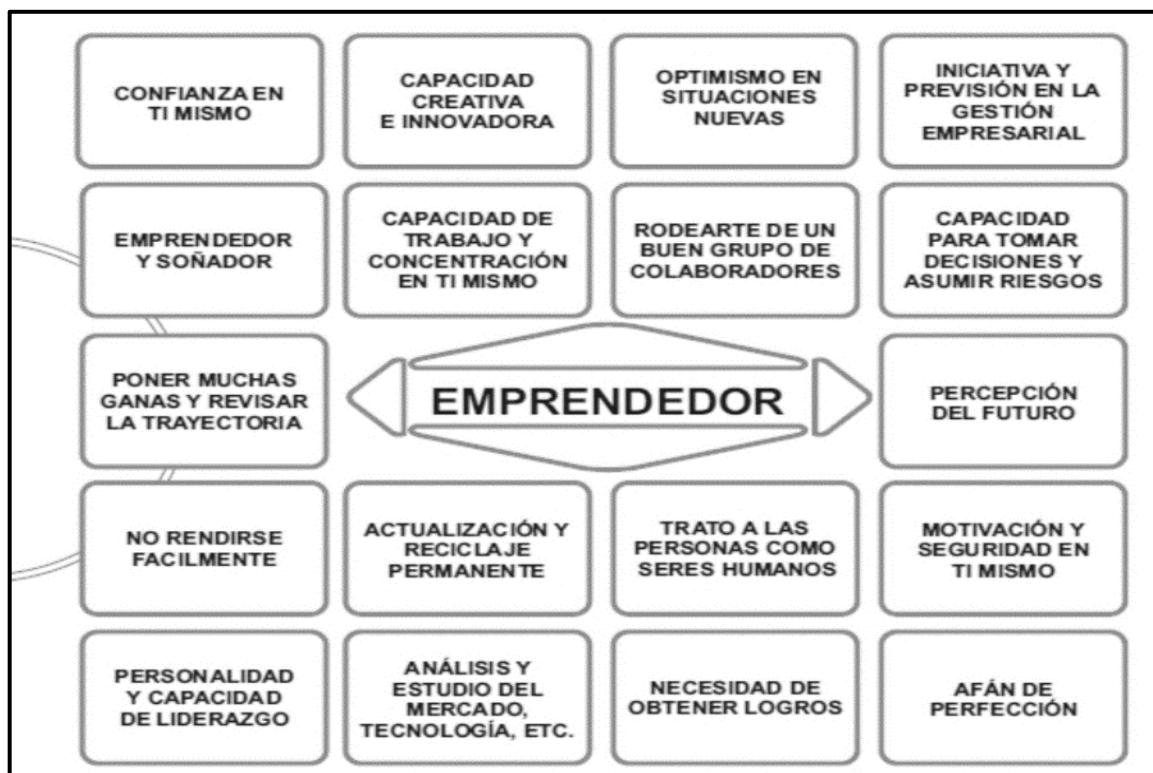 CONFIANZA EN
TI MISMO
CAPACIDAD
CREATIVA
E INNOVADORA
OPTIMISMO EN
SITUACIONES
NUEVAS
INICIATIVA Y
PREVISIÓN EN LA
GESTIÓN
EMPRESARIAL
EMPRENDEDOR
Y SOÑADOR
CAPACIDAD DE
TRABAJO Y
CONCENTRACIÓN
EN TI MISMO
RODEARTE DE UN
BUEN GRUPO DE
COLABORADORES
CAPACIDAD
PARA TOMAR
DECISIONES Y
ASUMIR RIESGOS
PONER MUCHAS
GANAS Y REVISAR
LA TRAYECTORIA
EMPRENDEDOR
PERCEPCIÓN
DEL FUTURO
NO RENDIRSE
FACILMENTE
ACTUALIZACIÓN Y
RECICLAJE
PERMANENTE
TRATO A LAS
PERSONAS COMO
SERES HUMANOS
MOTIVACIÓN Y
SEGURIDAD EN
TI MISMO
PERSONALIDAD
Y CAPACIDAD
DE LIDERAZGO
ANÁLISIS Y
ESTUDIO DEL
MERCADO,
TECNOLOGÍA, ETC.
NECESIDAD DE
OBTENER LOGROS
AFÁN DE
PERFECCIÓN